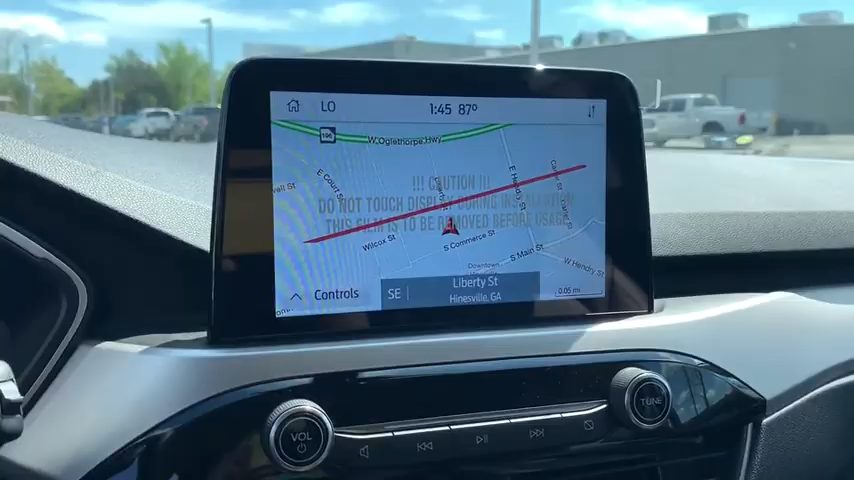 LO
1:45 87°
196
W Oglethorpe Hwy
E Court St
Wilcox St
S Commerce St
S Main St
W Hendry St
Downtown
!!! CAUTION !!!
DO NOT TOUCH DISPLAY DURING INSTALLATION
THIS FILM IS TO BE REMOVED BEFORE USAGE
Controls
SE
Liberty St
Hinesville, GA
0.05 mi
VOL
TUNE